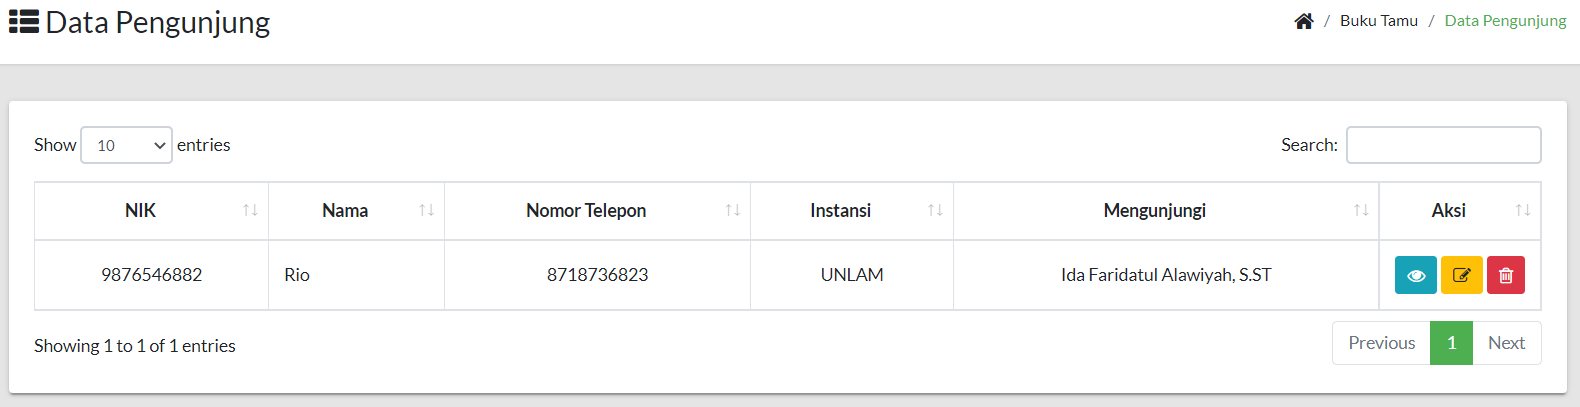 Data Pengunjung
/ Buku Tamu / Data Pengunjung
Show 10 entries
Search:
NIK Nama Nomor Telepon Instansi Mengunjungi Aksi
9876546882 Rio 8718736823 UNLAM Ida Faridatul Alawiyah, S.ST
Showing 1 to 1 of 1 entries
Previous 1 Next